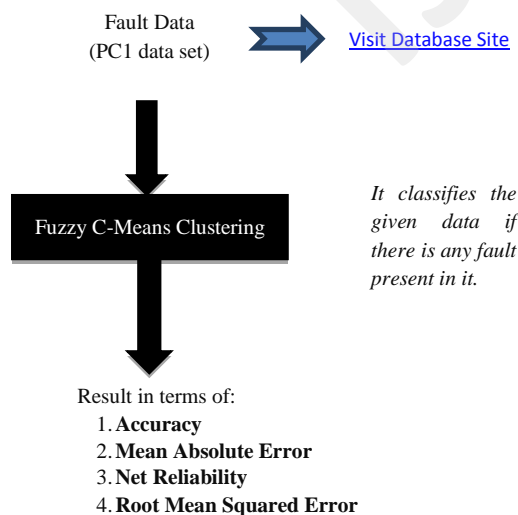 Fault Data
(PC1 data set)
Visit Database Site
Fuzzy C-Means Clustering
It classifies the
given data if
there is any fault
present in it.
Result in terms of:
1. Accuracy
2. Mean Absolute Error
3. Net Reliability
4. Root Mean Squared Error